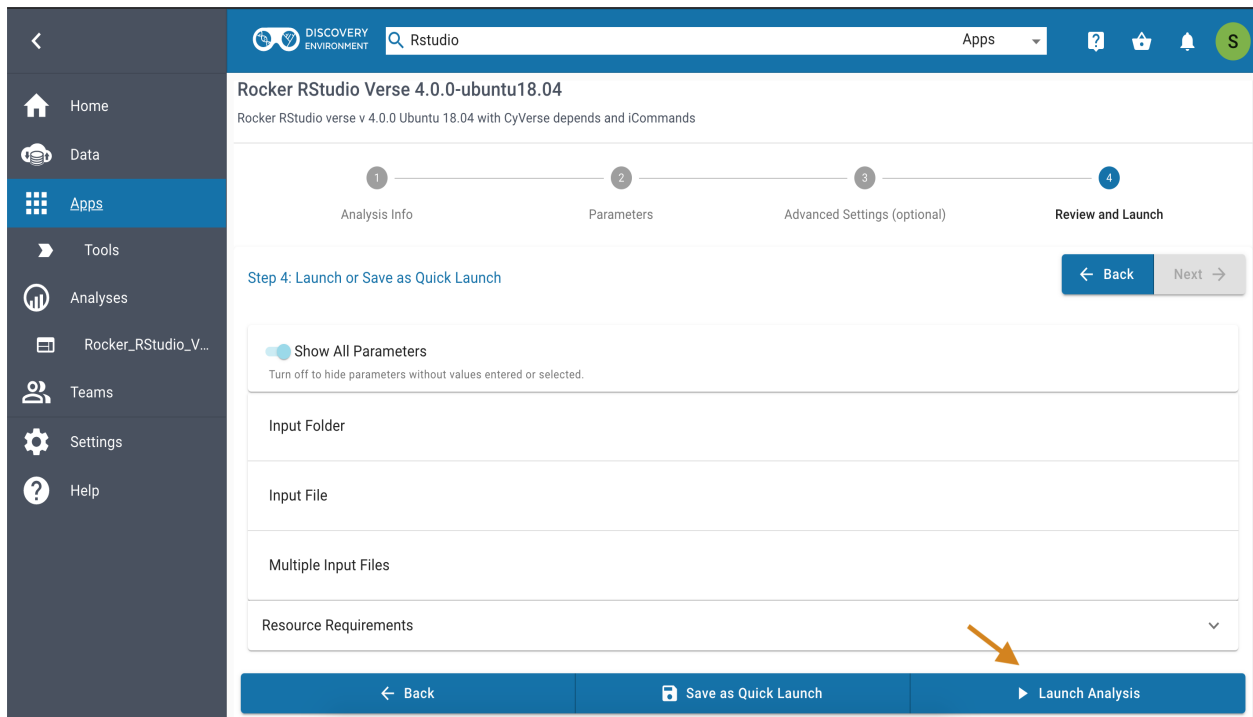 DISCOVERY
ENVIRONMENT
Rstudio
Apps
S
Home
Data
Apps
Tools
Analyses
Rocker_RStudio_V...
Teams
Settings
Help
Rocker RStudio Verse 4.0.0-ubuntu18.04
Rocker RStudio verse v 4.0.0 Ubuntu 18.04 with CyVerse depends and iCommands
1
2
3
4
Analysis Info
Parameters
Advanced Settings (optional)
Review and Launch
Step 4: Launch or Save as Quick Launch
Back
Next
Show All Parameters
Turn off to hide parameters without values entered or selected.
Input Folder
Input File
Multiple Input Files
Resource Requirements
Back
Save as Quick Launch
Launch Analysis